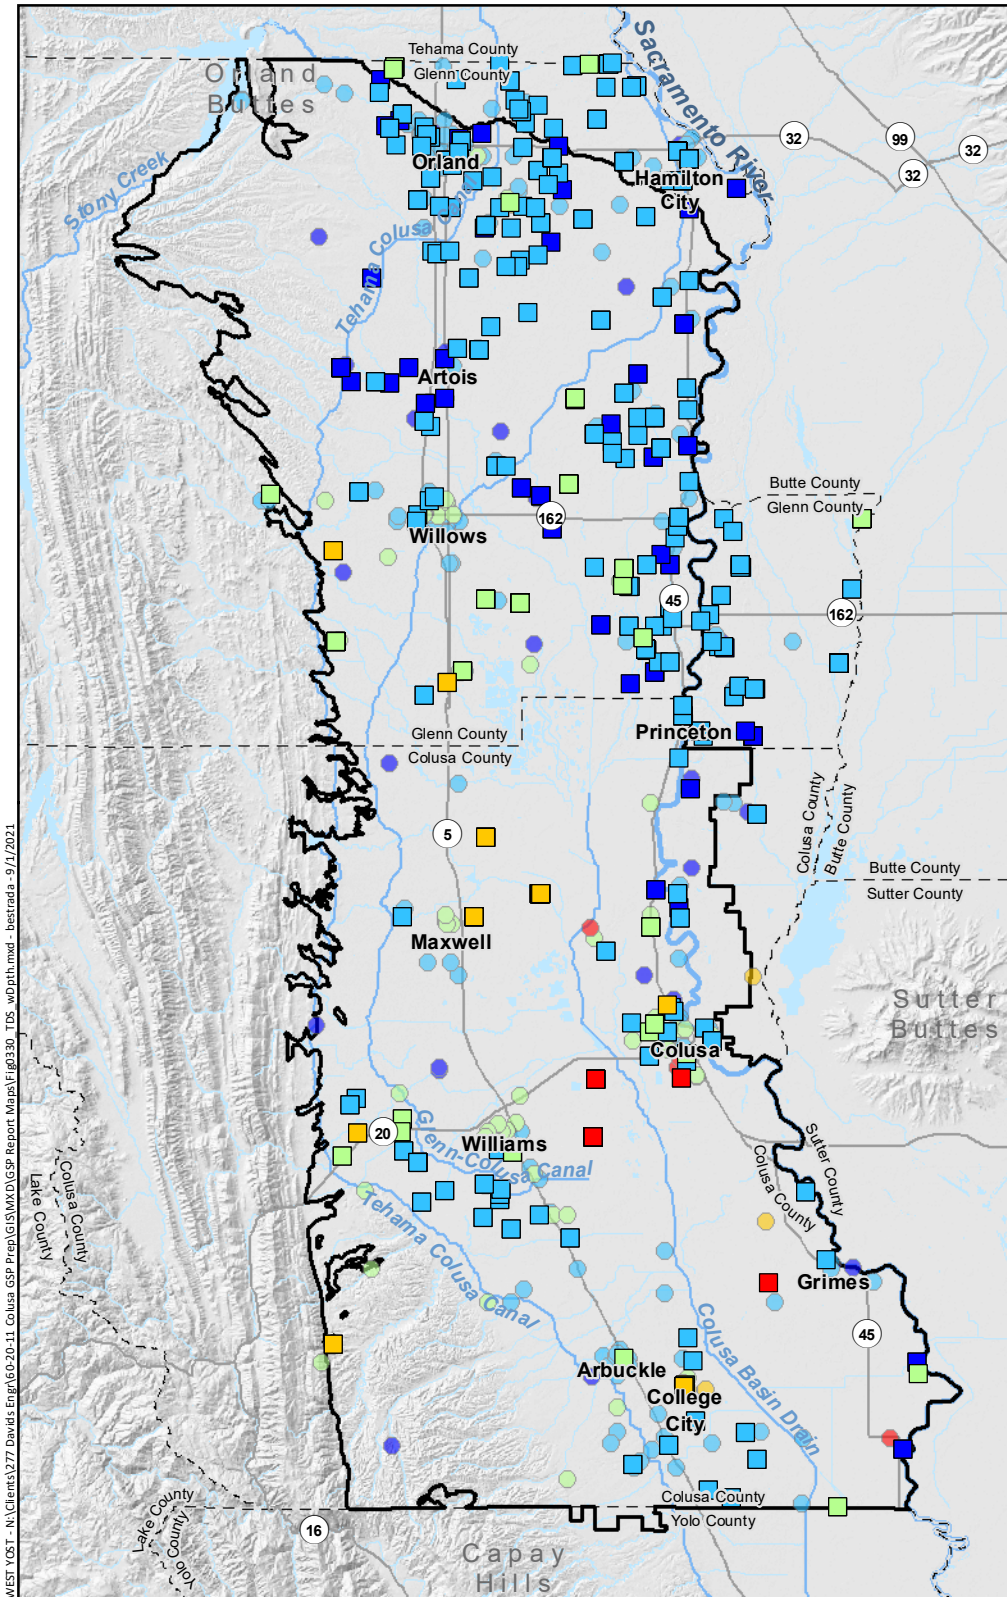 Tehama County
Glenn County
Orland
Buttes
Sacramento River
32
99
32
32
Stony Creek
Orland
Hamilton
City
Tehama Colusa Canal
Artois
Butte County
Glenn County
162
Willows
45
162
Princeton
Glenn County
Colusa County
5
Colusa County
Butte County
Butte County
Sutter County
Maxwell
Sutter
Buttes
Colusa
20
Williams
Glenn-Colusa Canal
Sutter County
Colusa County
Lake County
Colusa County
Tehama Colusa Canal
Grimes
45
Colusa Basin Drain
Arbuckle
College
City
Colusa County
Yolo County
Lake County
Yolo County
16
Capay
Hills
WEST YOST - N:\Clients\277 Davids Engr\60-20-11 Colusa GSP Prep\GIS\MXD\GSP Report Maps\Fig3330_TDS_wDpth.mxd - bestrada - 9/1/2021